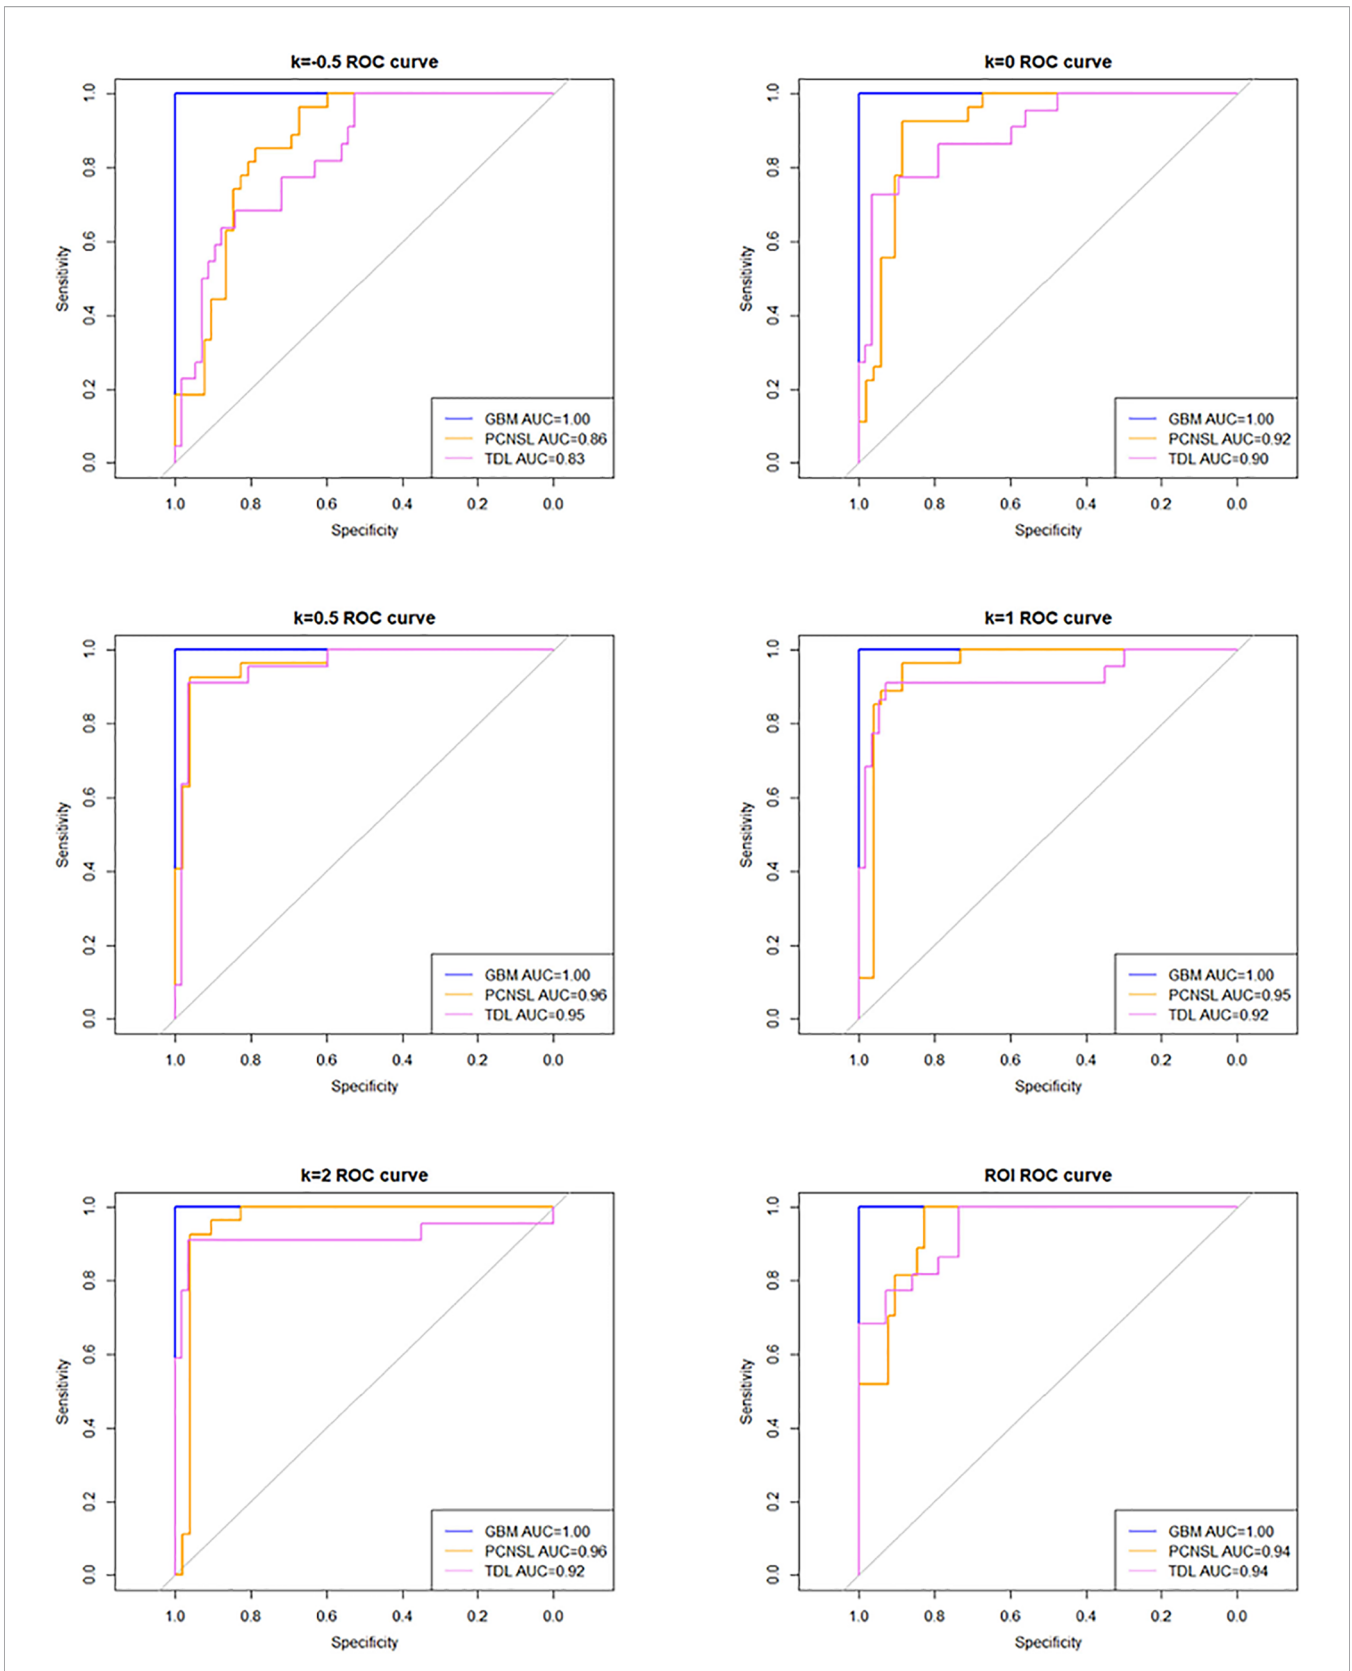 k=-0.5 ROC curve
Sensitivity
0.0 0.2 0.4 0.6 0.8 1.0
GBM AUC=1.00
PCNSL AUC=0.86
TDL AUC=0.83
1.0 0.8 0.6 0.4 0.2 0.0
Specificity
k=0 ROC curve
Sensitivity
0.0 0.2 0.4 0.6 0.8 1.0
GBM AUC=1.00
PCNSL AUC=0.92
TDL AUC=0.90
1.0 0.8 0.6 0.4 0.2 0.0
Specificity
k=0.5 ROC curve
Sensitivity
0.0 0.2 0.4 0.6 0.8 1.0
GBM AUC=1.00
PCNSL AUC=0.96
TDL AUC=0.95
1.0 0.8 0.6 0.4 0.2 0.0
Specificity
k=1 ROC curve
Sensitivity
0.0 0.2 0.4 0.6 0.8 1.0
GBM AUC=1.00
PCNSL AUC=0.95
TDL AUC=0.92
1.0 0.8 0.6 0.4 0.2 0.0
Specificity
k=2 ROC curve
Sensitivity
0.0 0.2 0.4 0.6 0.8 1.0
GBM AUC=1.00
PCNSL AUC=0.96
TDL AUC=0.92
1.0 0.8 0.6 0.4 0.2 0.0
Specificity
ROI ROC curve
Sensitivity
0.0 0.2 0.4 0.6 0.8 1.0
GBM AUC=1.00
PCNSL AUC=0.94
TDL AUC=0.94
1.0 0.8 0.6 0.4 0.2 0.0
Specificity